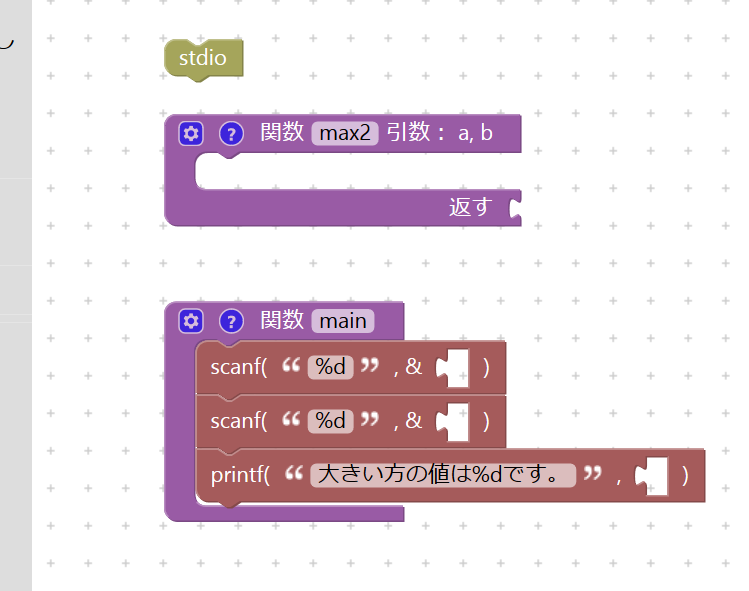 し
stdio
? 関数 max2 引数: a, b
返す
? 関数 main
scanf( “ %d ” , & )
scanf( “ %d ” , & )
printf( “ 大きい方の値は%dです。 ” , )